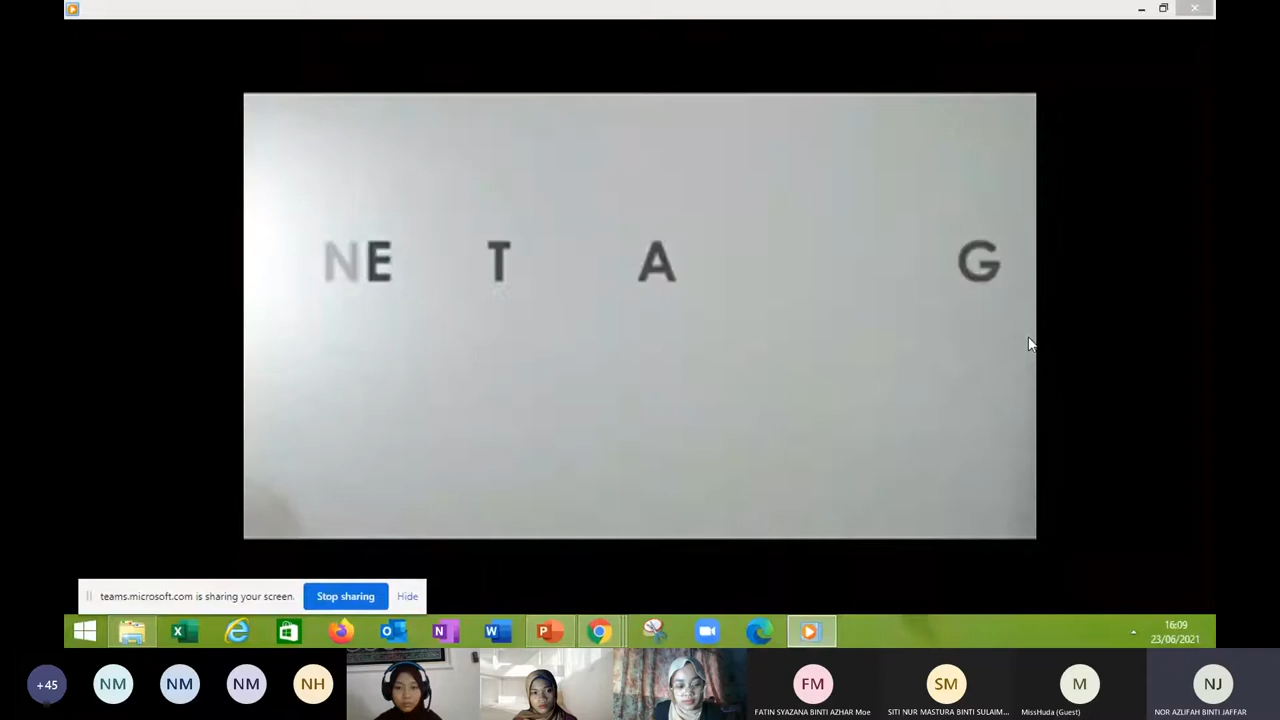 NE T A G
teams.microsoft.com is sharing your screen.
Stop sharing
Hide
16:09
23/06/2021
+45
NM
NM
NM
NH
FM
SM
M
NJ
FATIN SYAZANA BINTI AZHAR Moe
SITI NUR MASTURA BINTI SULAIM...
MissHuda (Guest)
NOR AZLIFAH BINTI JAFFAR